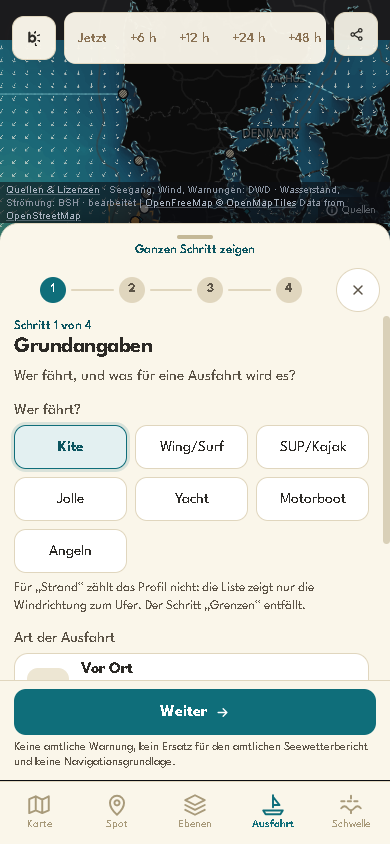 b:
Jetzt +6 h +12 h +24 h +48 h
AALBORG
DENMARK
Quellen & Lizenzen · Seegang, Wind, Warnungen: DWD · Wasserstand,
Strömung: BSH · bearbeitet | OpenFreeMap © OpenMapTiles Data from
OpenStreetMap
Quellen
Ganzen Schritt zeigen
1 2 3 4
Schritt 1 von 4
Grundangaben
Wer fährt, und was für eine Ausfahrt wird es?
Wer fährt?
Kite Wing/Surf SUP/Kajak
Jolle Yacht Motorboot
Angeln
Für „Strand“ zählt das Profil nicht: die Liste zeigt nur die
Windrichtung zum Ufer. Der Schritt „Grenzen“ entfällt.
Art der Ausfahrt
Vor Ort
Weiter →
Keine amtliche Warnung, kein Ersatz für den amtlichen Seewetterbericht
und keine Navigationsgrundlage.
Karte Spot Ebenen Ausfahrt Schwelle